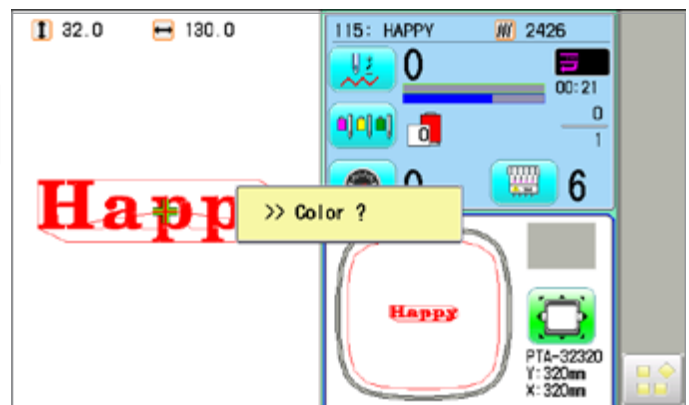 32.0 130.0
115: HAPPY 2426
0
00:21
0
0
1
0 6
Happ
>> Color ?
Happy
PTA-32320
Y:320mm
X:320mm